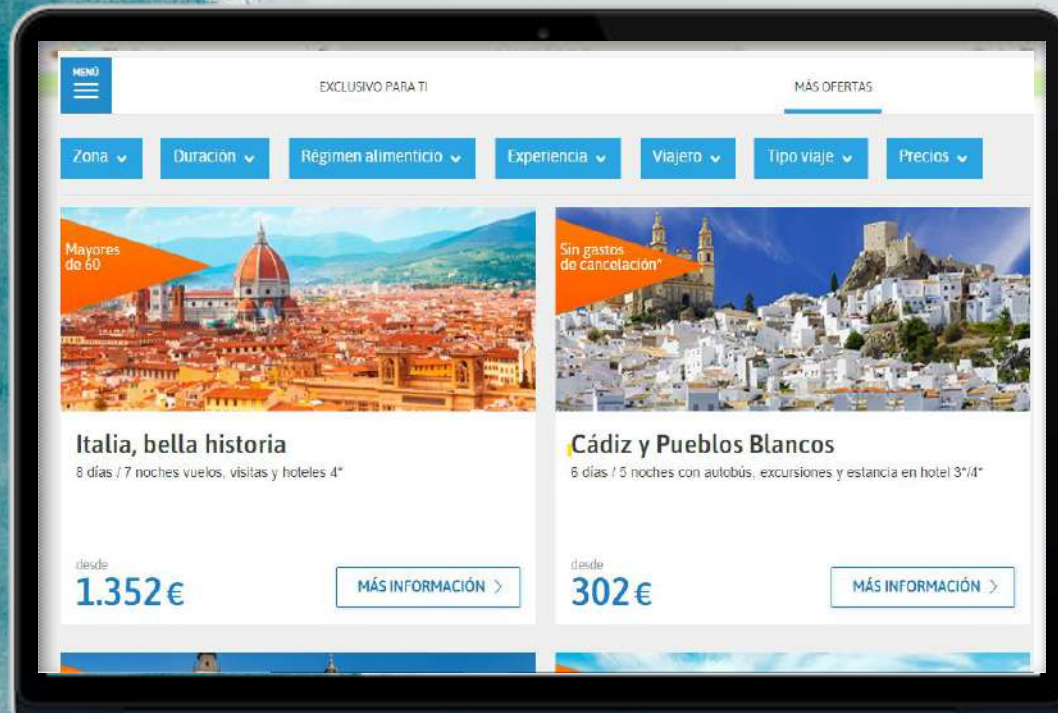 MENÚ
EXCLUSIVO PARA TI
MÁS OFERTAS
Zona
Duración
Régimen alimenticio
Experiencia
Viajero
Tipo viaje
Precios
Mayores
de 60
Sin gastos
de cancelación*
Italia, bella historia
8 días / 7 noches vuelos, visitas y hoteles 4*
desde
1.352€
MÁS INFORMACIÓN
Cádiz y Pueblos Blancos
6 días / 5 noches con autobús, excursiones y estancia en hotel 3*/4*
desde
302€
MÁS INFORMACIÓN